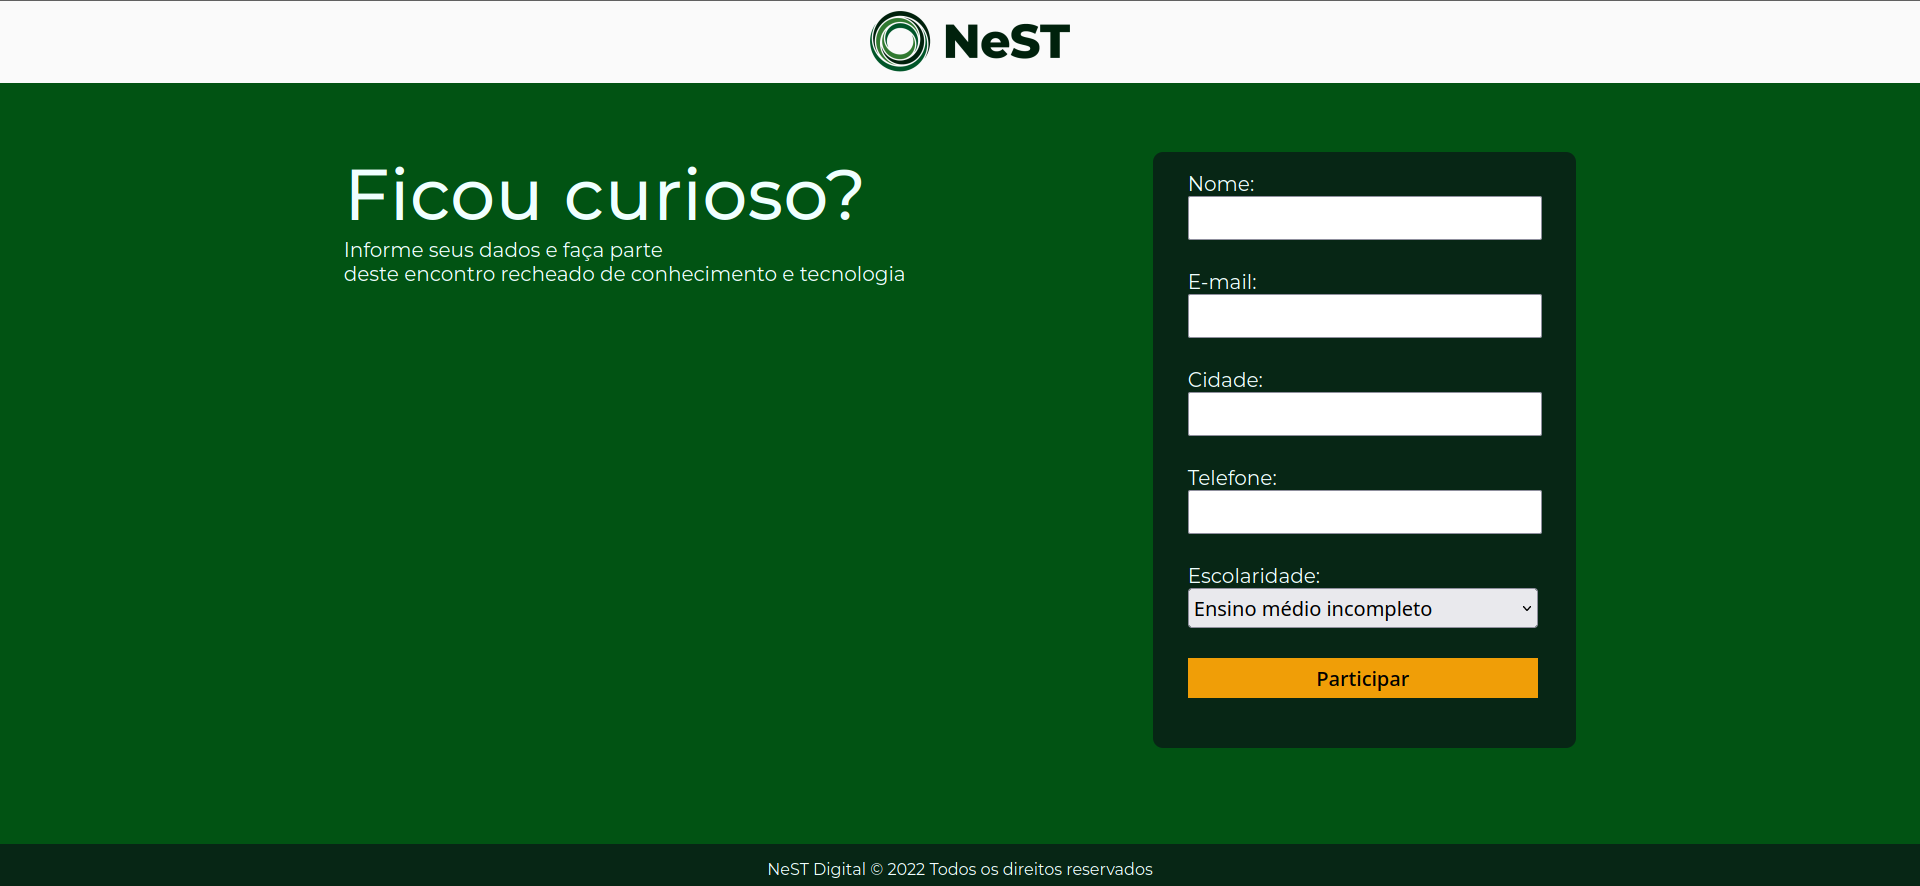 NeST
Ficou curioso?
Informe seus dados e faça parte
deste encontro recheado de conhecimento e tecnologia
Nome:
E-mail:
Cidade:
Telefone:
Escolaridade:
Ensino médio incompleto
Participar
NeST Digital © 2022 Todos os direitos reservados